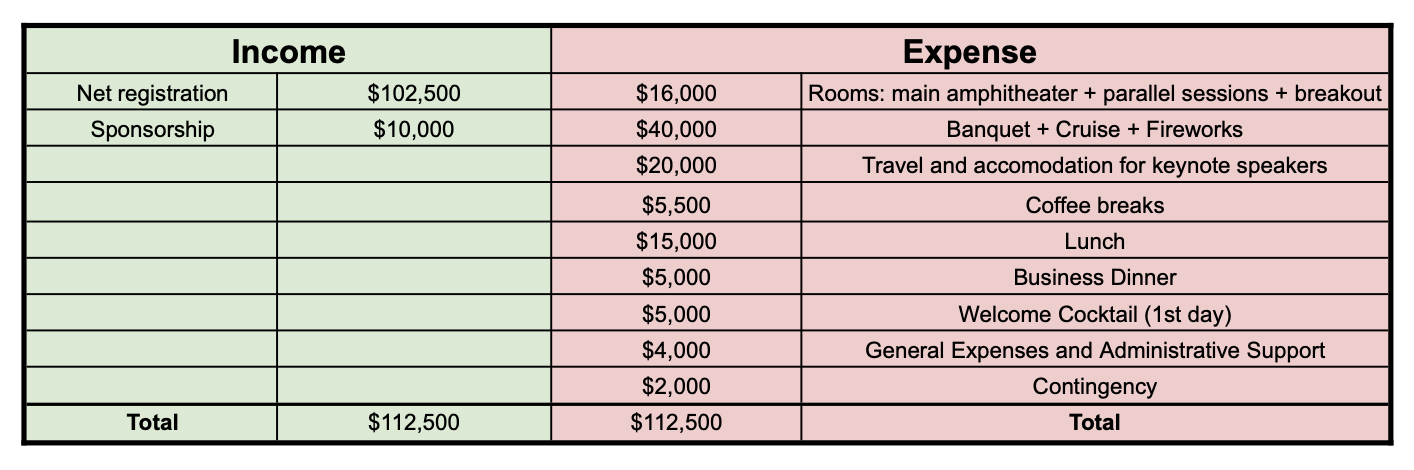 Income Expense
Net registration $102,500 $16,000 Rooms: main amphitheater + parallel sessions + breakout
Sponsorship $10,000 $40,000 Banquet + Cruise + Fireworks
$20,000 Travel and accomodation for keynote speakers
$5,500 Coffee breaks
$15,000 Lunch
$5,000 Business Dinner
$5,000 Welcome Cocktail (1st day)
$4,000 General Expenses and Administrative Support
$2,000 Contingency
Total $112,500 $112,500 Total